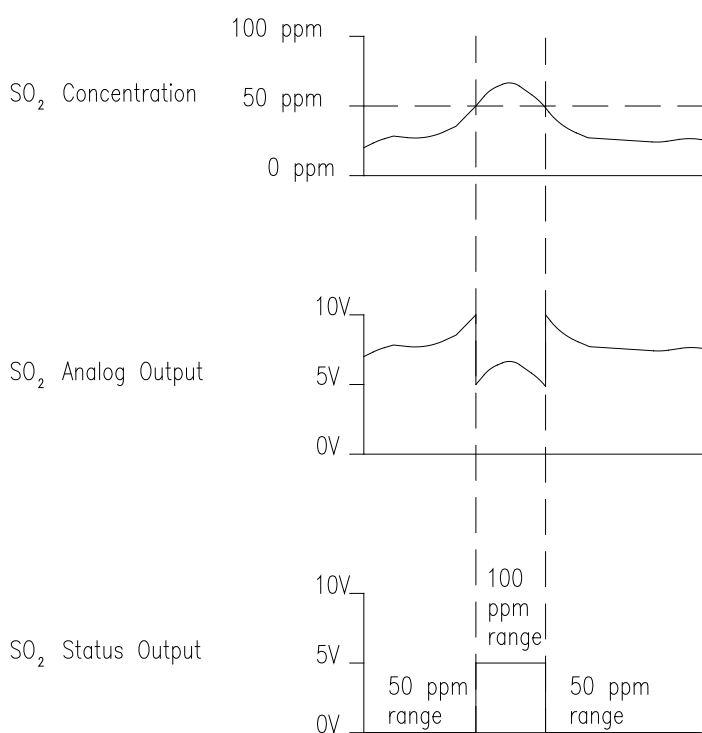 100 ppm
SO₂ Concentration
50 ppm
0 ppm
10V
SO₂ Analog Output
5V
0V
10V
100
ppm
range
SO₂ Status Output
5V
50 ppm
range
50 ppm
range
0V